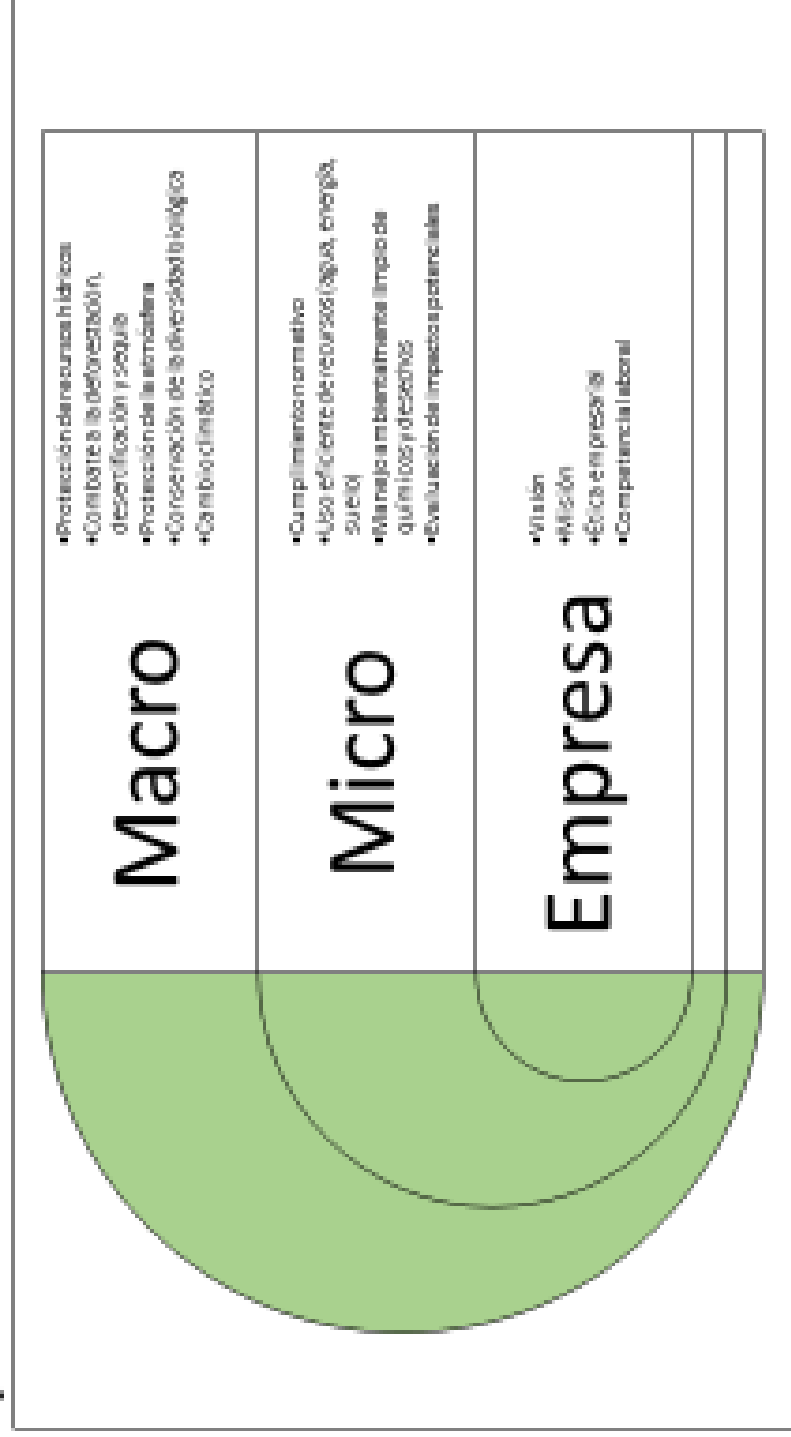 Macro
•Protección de recursos hídricos
•Combate a la deforestación,
desertificación y sequía
•Protección de la atmósfera
•Conservación de la diversidad biológica
•Cambio climático
Micro
•Cumplimiento normativo
•Uso eficiente de recursos (agua, energía,
suelo)
•Manejo ambientalmente limpio de
químicos y desechos
•Evaluación de impactos potenciales
Empresa
•Visión
•Misión
•Ética empresarial
•Competencia laboral